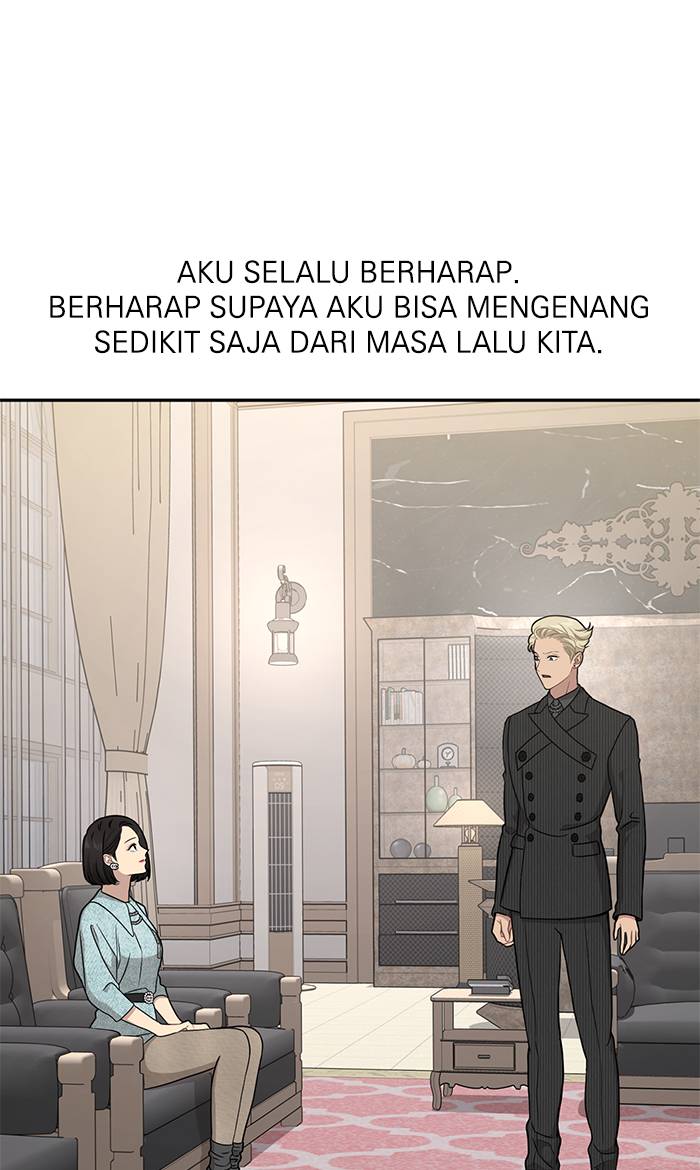 AKU SELALU BERHARAP.
BERHARAP SUPAYA AKU BISA MENGENANG
SEDIKIT SAJA DARI MASA LALU KITA.